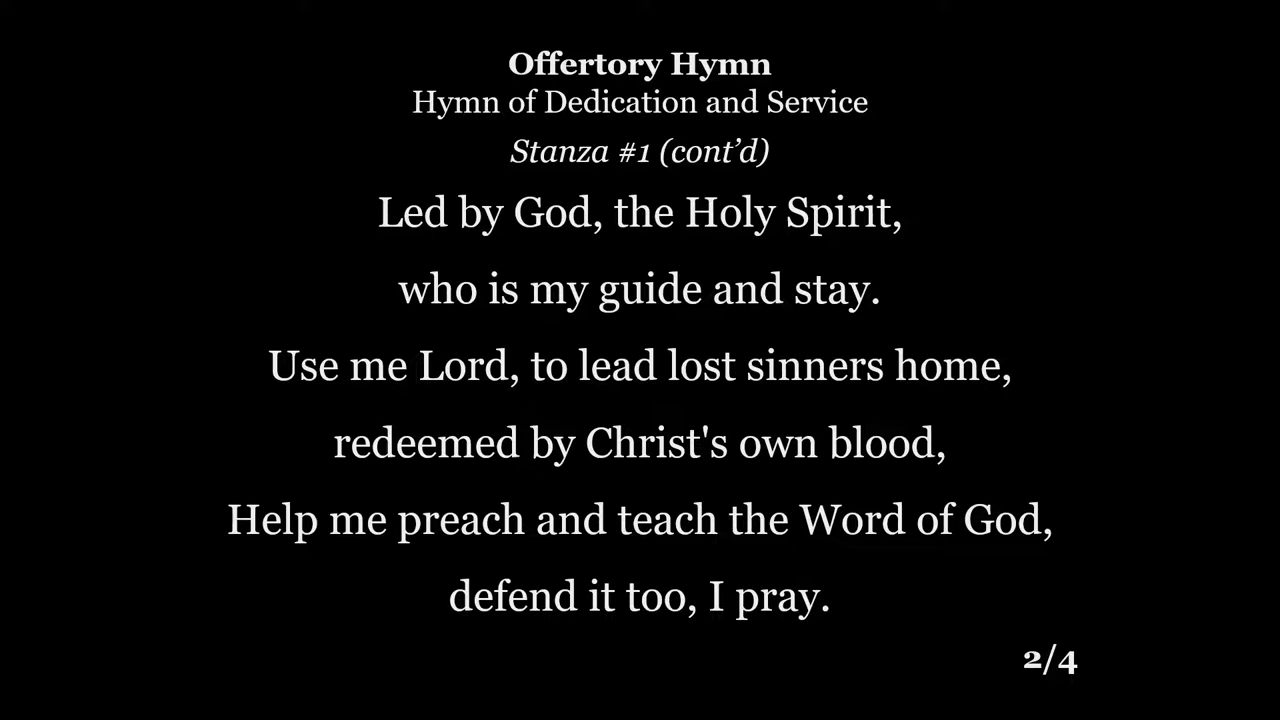 Offertory Hymn
Hymn of Dedication and Service
Stanza #1 (cont’d)
Led by God, the Holy Spirit,
who is my guide and stay.
Use me Lord, to lead lost sinners home,
redeemed by Christ's own blood,
Help me preach and teach the Word of God,
defend it too, I pray.
2/4